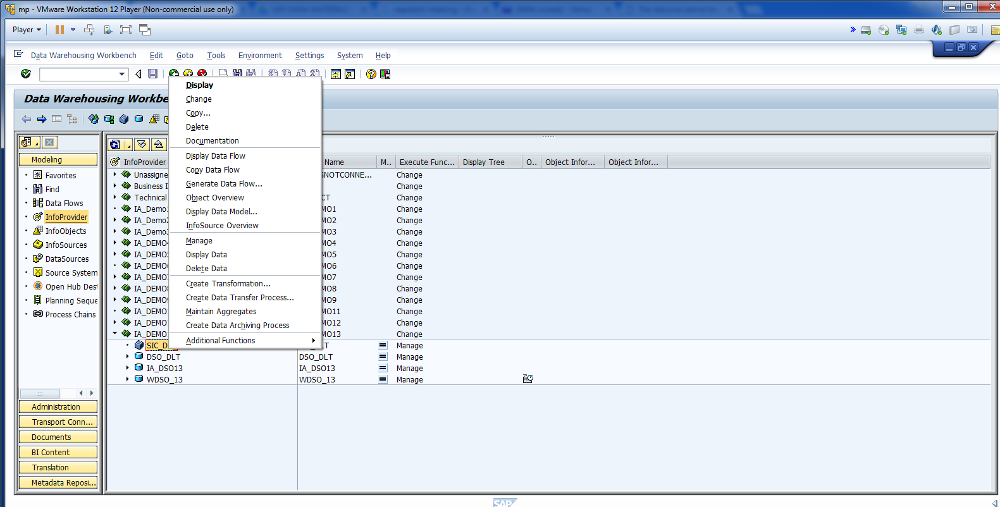 mp - VMware Workstation 12 Player (Non-commercial use only)
Player
Data Warehousing Workbench Edit Goto Tools Environment Settings System Help
Data Warehousing Workbe
Display
Change
Copy...
Delete
Documentation
Display Data Flow
Copy Data Flow
Generate Data Flow...
Object Overview
Display Data Model...
InfoSource Overview
Manage
Display Data
Delete Data
Create Transformation...
Create Data Transfer Process...
Maintain Aggregates
Create Data Archiving Process
Additional Functions
Modeling
Favorites
Find
Data Flows
InfoProvider
InfoObjects
InfoSources
DataSources
Source System
Open Hub Dest
Planning Seque
Process Chains
Administration
Transport Conn...
Documents
BI Content
Translation
Metadata Reposi...
InfoProvider Name M.. Execute Func... Display Tree O.. Object Infor... Object Infor...
Unassigne SNOTCONNE... Change
Business I Change
Technical CT Change
IA_Demo1 MO1 Change
IA_Demo2 MO2 Change
IA_Demo3 MO3 Change
IA_DEMO4 MO4 Change
IA_DEMO5 MO5 Change
IA_DEMO6 MO6 Change
IA_DEMO7 MO7 Change
IA_DEMO8 MO8 Change
IA_DEMO9 MO9 Change
IA_DEMO1 MO11 Change
IA_DEMO1 MO12 Change
IA_DEMO1 MO13 Change
SIC_D LT Manage
DSO_DLT DSO_DLT Manage
IA_DSO13 IA_DSO13 Manage
WDSO_13 WDSO_13 Manage
SAP